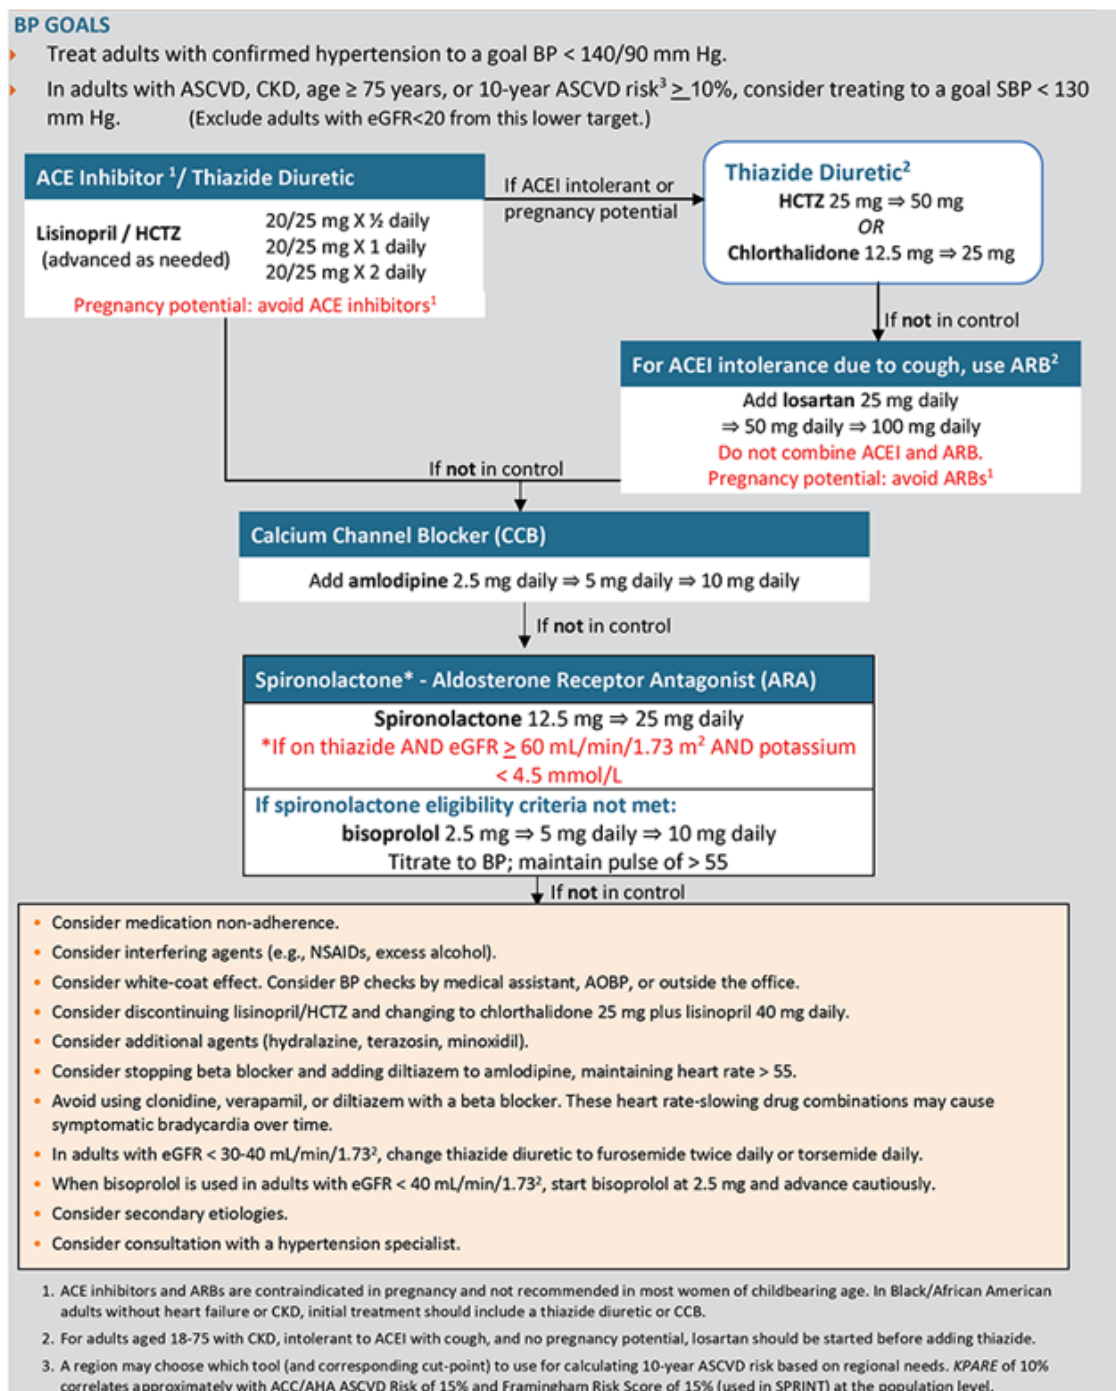 BP GOALS
Treat adults with confirmed hypertension to a goal BP < 140/90 mm Hg.
In adults with ASCVD, CKD, age ≥ 75 years, or 10-year ASCVD risk³ ≥ 10%, consider treating to a goal SBP < 130
mm Hg. (Exclude adults with eGFR<20 from this lower target.)
ACE Inhibitor ¹/ Thiazide Diuretic
Lisinopril / HCTZ
(advanced as needed)
20/25 mg X ½ daily
20/25 mg X 1 daily
20/25 mg X 2 daily
Pregnancy potential: avoid ACE inhibitors¹
If ACEI intolerant or
pregnancy potential
Thiazide Diuretic²
HCTZ 25 mg ⇒ 50 mg
OR
Chlorthalidone 12.5 mg ⇒ 25 mg
If not in control
For ACEI intolerance due to cough, use ARB²
Add losartan 25 mg daily
⇒ 50 mg daily ⇒ 100 mg daily
Do not combine ACEI and ARB.
Pregnancy potential: avoid ARBs¹
If not in control
Calcium Channel Blocker (CCB)
Add amlodipine 2.5 mg daily ⇒ 5 mg daily ⇒ 10 mg daily
If not in control
Spironolactone* - Aldosterone Receptor Antagonist (ARA)
Spironolactone 12.5 mg ⇒ 25 mg daily
*If on thiazide AND eGFR ≥ 60 mL/min/1.73 m² AND potassium
< 4.5 mmol/L
If spironolactone eligibility criteria not met:
bisoprolol 2.5 mg ⇒ 5 mg daily ⇒ 10 mg daily
Titrate to BP; maintain pulse of > 55
If not in control
• Consider medication non-adherence.
• Consider interfering agents (e.g., NSAIDs, excess alcohol).
• Consider white-coat effect. Consider BP checks by medical assistant, AOBP, or outside the office.
• Consider discontinuing lisinopril/HCTZ and changing to chlorthalidone 25 mg plus lisinopril 40 mg daily.
• Consider additional agents (hydralazine, terazosin, minoxidil).
• Consider stopping beta blocker and adding diltiazem to amlodipine, maintaining heart rate > 55.
• Avoid using clonidine, verapamil, or diltiazem with a beta blocker. These heart rate-slowing drug combinations may cause
symptomatic bradycardia over time.
• In adults with eGFR < 30-40 mL/min/1.73², change thiazide diuretic to furosemide twice daily or torsemide daily.
• When bisoprolol is used in adults with eGFR < 40 mL/min/1.73², start bisoprolol at 2.5 mg and advance cautiously.
• Consider secondary etiologies.
• Consider consultation with a hypertension specialist.
1. ACE inhibitors and ARBs are contraindicated in pregnancy and not recommended in most women of childbearing age. In Black/African American
adults without heart failure or CKD, initial treatment should include a thiazide diuretic or CCB.
2. For adults aged 18-75 with CKD, intolerant to ACEI with cough, and no pregnancy potential, losartan should be started before adding thiazide.
3. A region may choose which tool (and corresponding cut-point) to use for calculating 10-year ASCVD risk based on regional needs. KPARE of 10%
correlates approximately with ACC/AHA ASCVD Risk of 15% and Framingham Risk Score of 15% (used in SPRINT) at the population level.